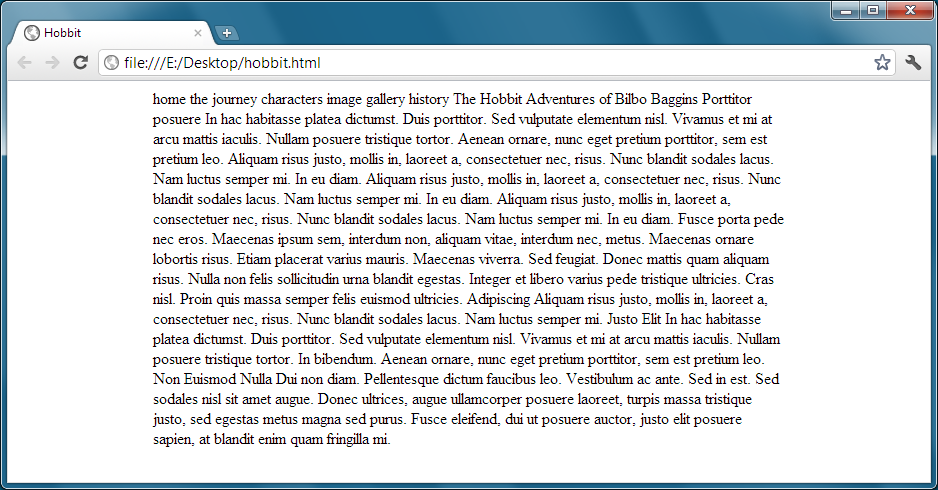 Hobbit
file:///E:/Desktop/hobbit.html
home the journey characters image gallery history The Hobbit Adventures of Bilbo Baggins Porttitor
posuere In hac habitasse platea dictumst. Duis porttitor. Sed vulputate elementum nisl. Vivamus et mi at
arcu mattis iaculis. Nullam posuere tristique tortor. Aenean ornare, nunc eget pretium porttitor, sem est
pretium leo. Aliquam risus justo, mollis in, laoreet a, consectetuer nec, risus. Nunc blandit sodales lacus.
Nam luctus semper mi. In eu diam. Aliquam risus justo, mollis in, laoreet a, consectetuer nec, risus. Nunc
blandit sodales lacus. Nam luctus semper mi. In eu diam. Aliquam risus justo, mollis in, laoreet a,
consectetuer nec, risus. Nunc blandit sodales lacus. Nam luctus semper mi. In eu diam. Fusce porta pede
nec eros. Maecenas ipsum sem, interdum non, aliquam vitae, interdum nec, metus. Maecenas ornare
lobortis risus. Etiam placerat varius mauris. Maecenas viverra. Sed feugiat. Donec mattis quam aliquam
risus. Nulla non felis sollicitudin urna blandit egestas. Integer et libero varius pede tristique ultricies. Cras
nisl. Proin quis massa semper felis euismod ultricies. Adipiscing Aliquam risus justo, mollis in, laoreet a,
consectetuer nec, risus. Nunc blandit sodales lacus. Nam luctus semper mi. Justo Elit In hac habitasse
platea dictumst. Duis porttitor. Sed vulputate elementum nisl. Vivamus et mi at arcu mattis iaculis. Nullam
posuere tristique tortor. In bibendum. Aenean ornare, nunc eget pretium porttitor, sem est pretium leo.
Non Euismod Nulla Dui non diam. Pellentesque dictum faucibus leo. Vestibulum ac ante. Sed in est. Sed
sodales nisl sit amet augue. Donec ultrices, augue ullamcorper posuere laoreet, turpis massa tristique
justo, sed egestas metus magna sed purus. Fusce eleifend, dui ut posuere auctor, justo elit posuere
sapien, at blandit enim quam fringilla mi.